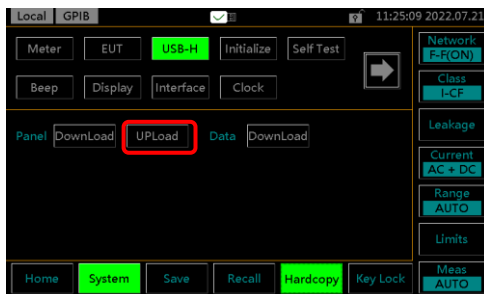 Local GPIB 11:25:09 2022.07.21
Meter EUT USB-H Initialize Self Test
Beep Display Interface Clock
Panel DownLoad UPLoad Data DownLoad
Network
F-F(ON)
Class
I-CF
Leakage
Current
AC + DC
Range
AUTO
Limits
Meas
AUTO
Home System Save Recall Hardcopy Key Lock